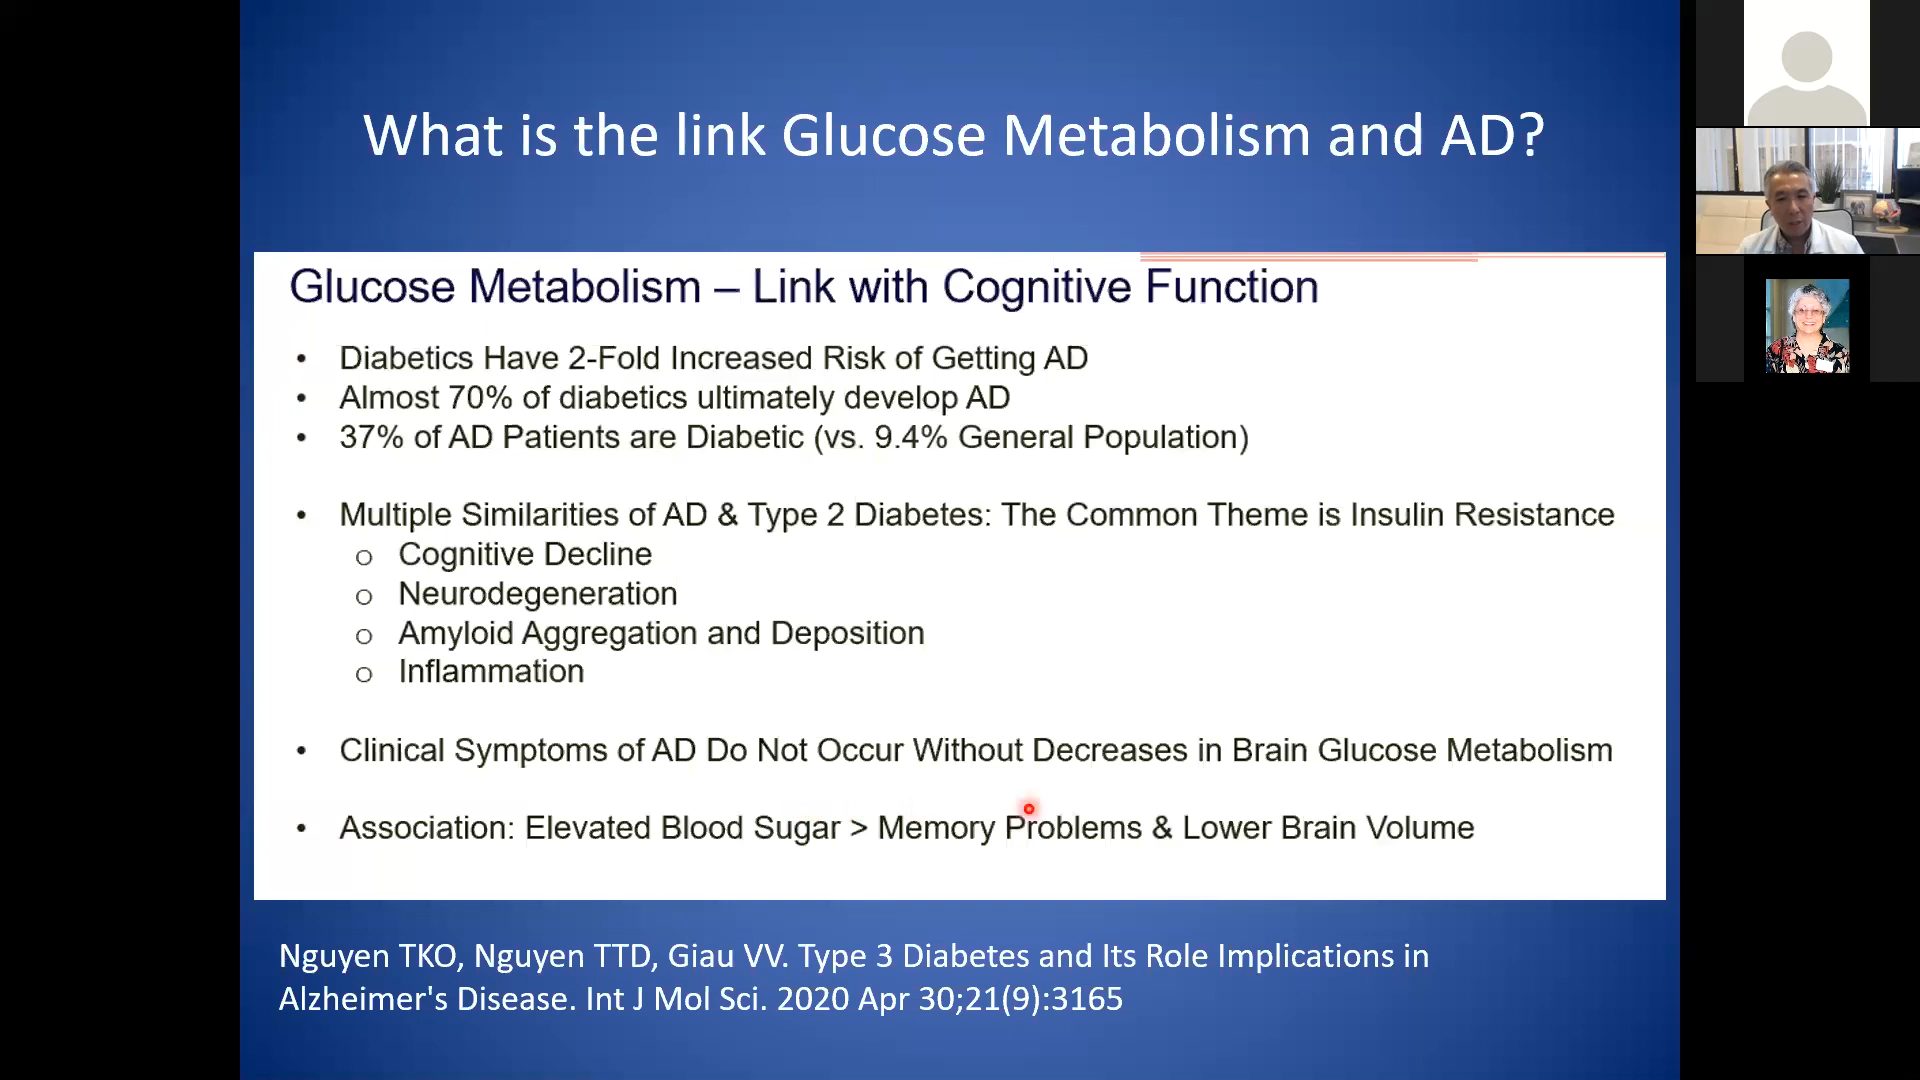 What is the link Glucose Metabolism and AD?
Glucose Metabolism – Link with Cognitive Function
• Diabetics Have 2-Fold Increased Risk of Getting AD
• Almost 70% of diabetics ultimately develop AD
• 37% of AD Patients are Diabetic (vs. 9.4% General Population)
• Multiple Similarities of AD & Type 2 Diabetes: The Common Theme is Insulin Resistance
o Cognitive Decline
o Neurodegeneration
o Amyloid Aggregation and Deposition
o Inflammation
• Clinical Symptoms of AD Do Not Occur Without Decreases in Brain Glucose Metabolism
• Association: Elevated Blood Sugar > Memory Problems & Lower Brain Volume
Nguyen TKO, Nguyen TTD, Giau VV. Type 3 Diabetes and Its Role Implications in
Alzheimer's Disease. Int J Mol Sci. 2020 Apr 30;21(9):3165